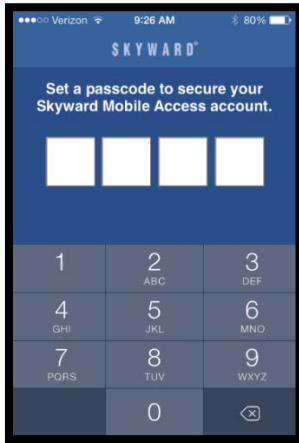 Verizon 9:26 AM 80%
SKYWARD®
Set a passcode to secure your
Skyward Mobile Access account.
1 2 3
ABC DEF
4 5 6
GHI JKL MNO
7 8 9
PQRS TUV WXYZ
0